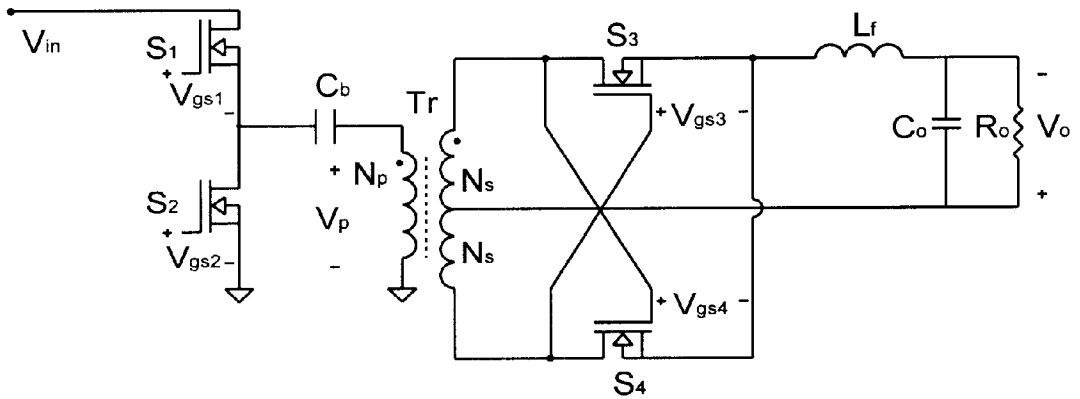 Vin
S1
+
Vgs1
-
S2
+
Vgs2
-
Cb
+
Vp
-
Np
Tr
Ns
Ns
S3
+ Vgs3 -
+ Vgs4 -
S4
Lf
Co
Ro
-
Vo
+